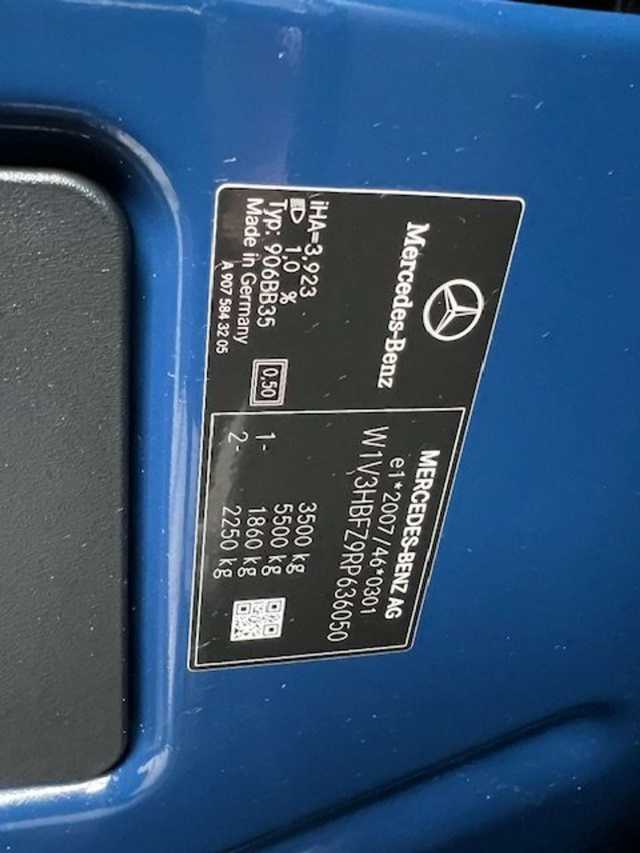 Mercedes-Benz
iHA=3,923
1,0 %
Typ: 906BB35
Made in Germany
A 907 584 32 05
0,50
MERCEDES-BENZ AG
e1*2007/46*0301
W1V3HBFZ9RP636050
3500 kg
5500 kg
1- 1860 kg
2- 2250 kg